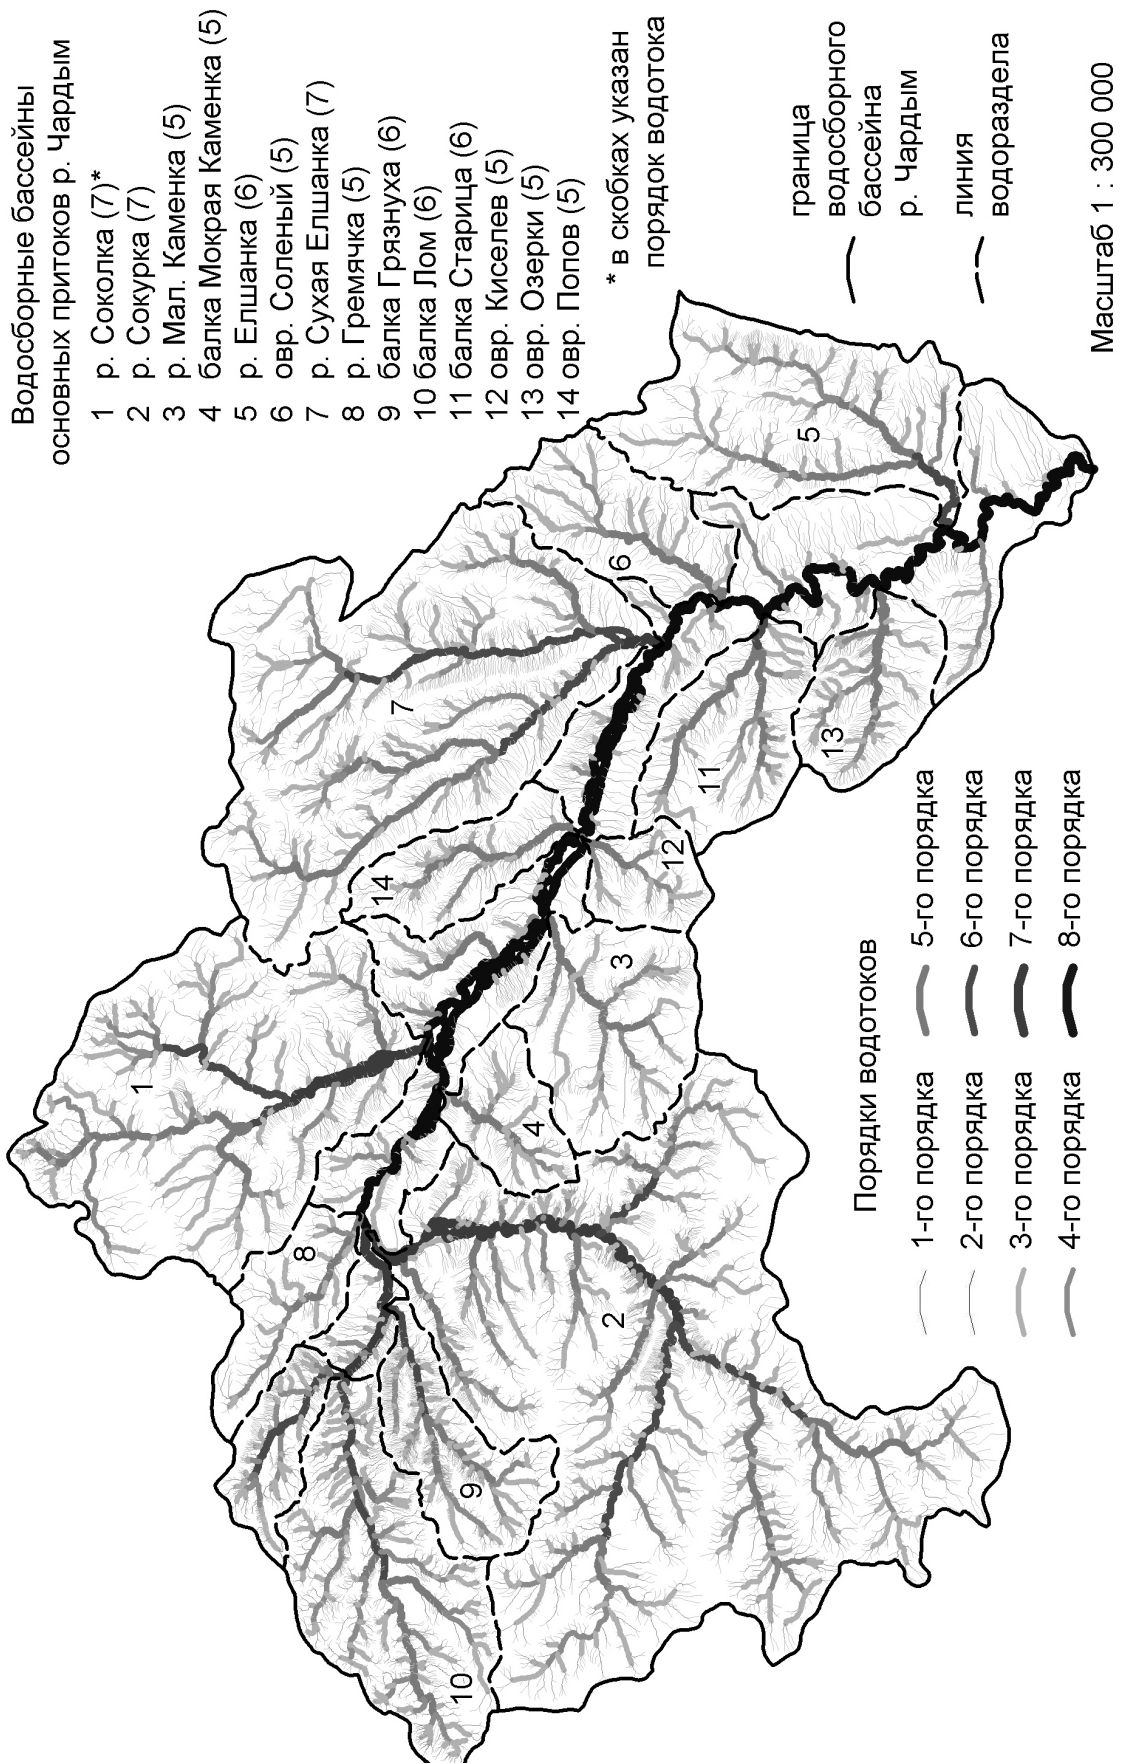 Водосборные бассейны
основных притоков р. Чардым
1 р. Соколка (7)*
2 р. Сокурка (7)
3 р. Мал. Каменка (5)
4 балка Мокрая Каменка (5)
5 р. Елшанка (6)
6 овр. Соленый (5)
7 р. Сухая Елшанка (7)
8 р. Гремячка (5)
9 балка Грязнуха (6)
10 балка Лом (6)
11 балка Старица (6)
12 овр. Киселев (5)
13 овр. Озерки (5)
14 овр. Попов (5)
* в скобках указан
порядок водотока
граница
водосборного
бассейна
р. Чардым
линия
водораздела
Масштаб 1 : 300 000
Порядки водотоков
1-го порядка
2-го порядка
3-го порядка
4-го порядка
5-го порядка
6-го порядка
7-го порядка
8-го порядка
1
2
3
4
5
6
7
8
9
10
11
12
13
14